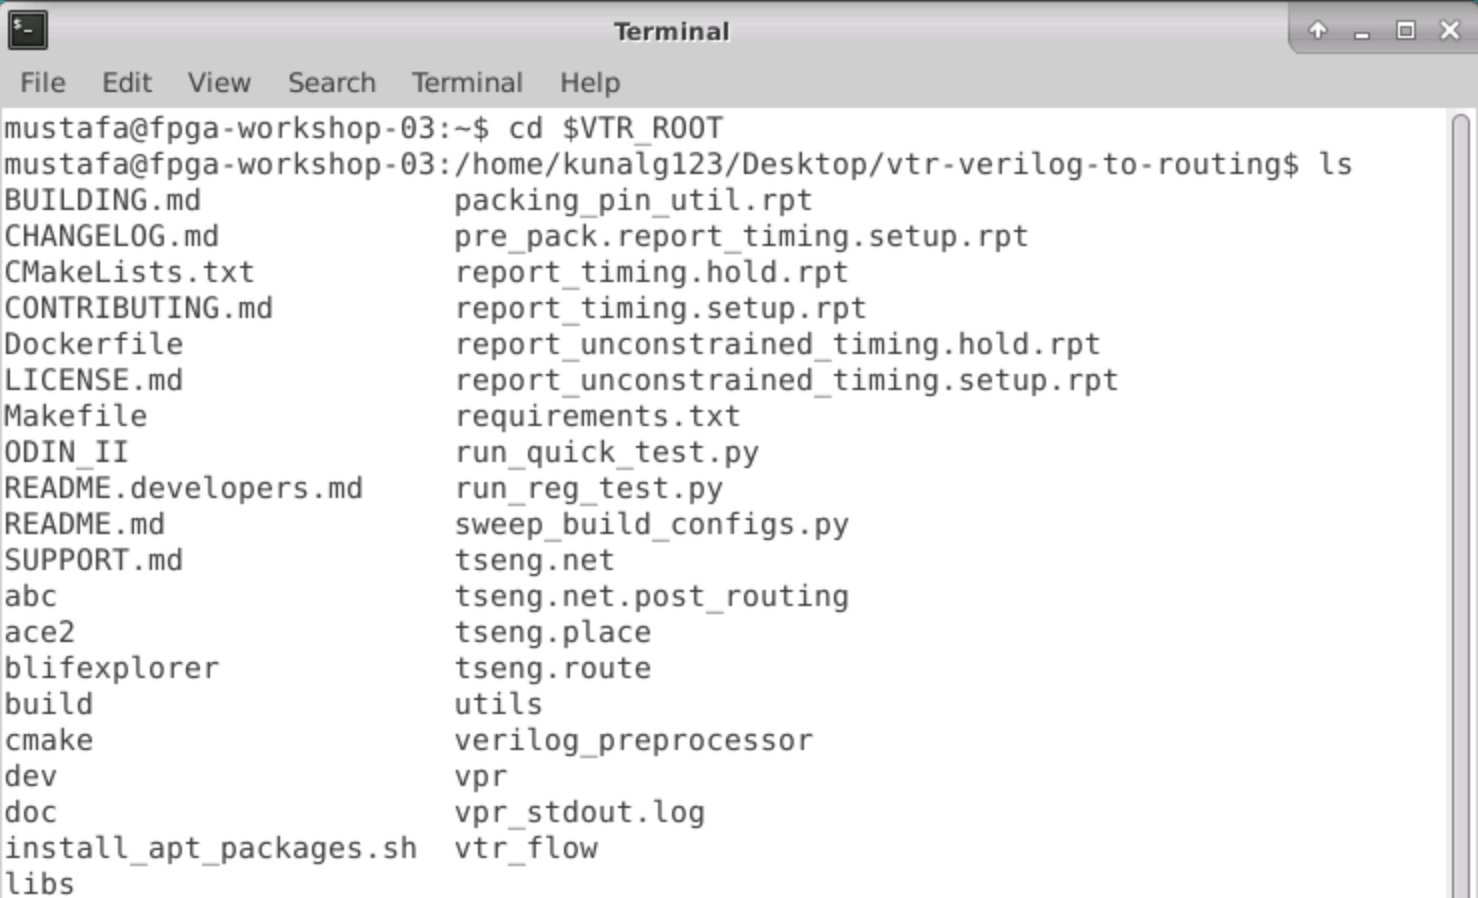 Terminal
File Edit View Search Terminal Help
mustafa@fpga-workshop-03:~$ cd $VTR_ROOT
mustafa@fpga-workshop-03:/home/kunalg123/Desktop/vtr-verilog-to-routing$ ls
BUILDING.md packing_pin_util.rpt
CHANGELOG.md pre_pack.report_timing.setup.rpt
CMakeLists.txt report_timing.hold.rpt
CONTRIBUTING.md report_timing.setup.rpt
Dockerfile report_unconstrained_timing.hold.rpt
LICENSE.md report_unconstrained_timing.setup.rpt
Makefile requirements.txt
ODIN_II run_quick_test.py
README.developers.md run_reg_test.py
README.md sweep_build_configs.py
SUPPORT.md tseng.net
abc tseng.net.post_routing
ace2 tseng.place
blifexplorer tseng.route
build utils
cmake verilog_preprocessor
dev vpr
doc vpr_stdout.log
install_apt_packages.sh vtr_flow
libs